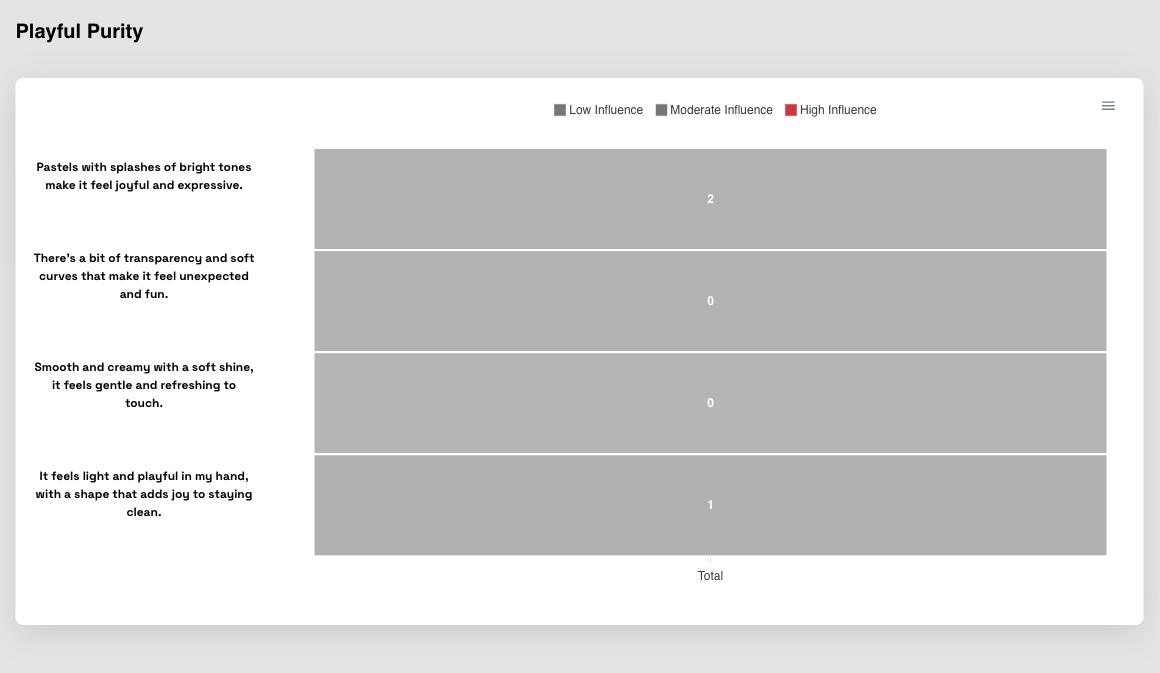 Playful Purity
Low Influence Moderate Influence High Influence
Pastels with splashes of bright tones
make it feel joyful and expressive.
2
There's a bit of transparency and soft
curves that make it feel unexpected
and fun.
0
Smooth and creamy with a soft shine,
it feels gentle and refreshing to
touch.
0
It feels light and playful in my hand,
with a shape that adds joy to staying
clean.
1
Total